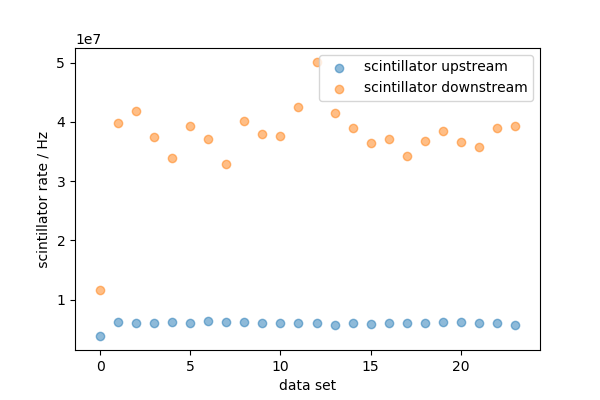 1e7
5
4
3
2
1
scintillator rate / Hz
scintillator upstream
scintillator downstream
0
5
10
15
20
data set